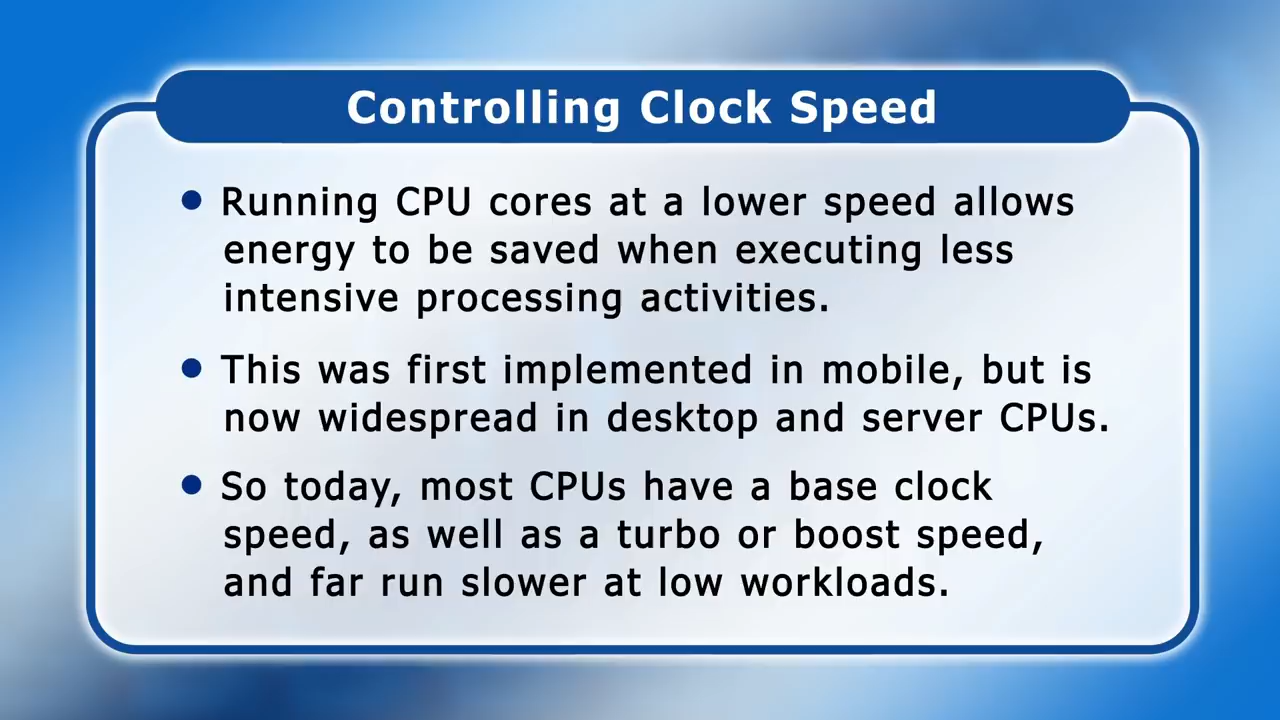 Controlling Clock Speed
• Running CPU cores at a lower speed allows
energy to be saved when executing less
intensive processing activities.
• This was first implemented in mobile, but is
now widespread in desktop and server CPUs.
• So today, most CPUs have a base clock
speed, as well as a turbo or boost speed,
and far run slower at low workloads.